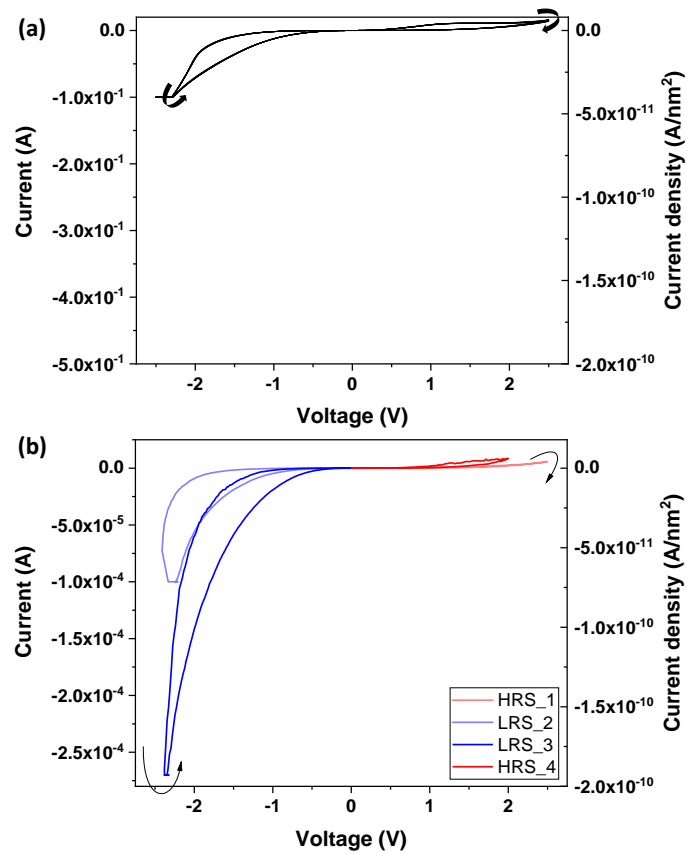 (a)
0.0
-1.0x10⁻¹
-2.0x10⁻¹
-3.0x10⁻¹
-4.0x10⁻¹
-5.0x10⁻¹
Current (A)
0.0
-5.0x10⁻¹¹
-1.0x10⁻¹⁰
-1.5x10⁻¹⁰
-2.0x10⁻¹⁰
Current density (A/nm²)
-2 -1 0 1 2
Voltage (V)
(b)
0.0
-5.0x10⁻⁵
-1.0x10⁻⁴
-1.5x10⁻⁴
-2.0x10⁻⁴
-2.5x10⁻⁴
Current (A)
HRS_1
LRS_2
LRS_3
HRS_4
0.0
-5.0x10⁻¹¹
-1.0x10⁻¹⁰
-1.5x10⁻¹⁰
-2.0x10⁻¹⁰
Current density (A/nm²)
-2 -1 0 1 2
Voltage (V)